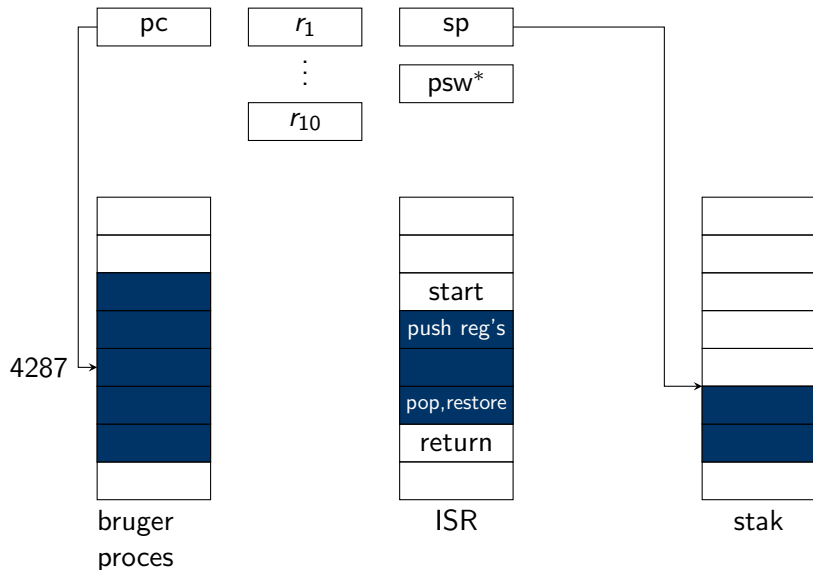 pc
r1
sp
⋮
psw*
r10
start
push reg's
4287
pop,restore
return
bruger
proces
ISR
stak